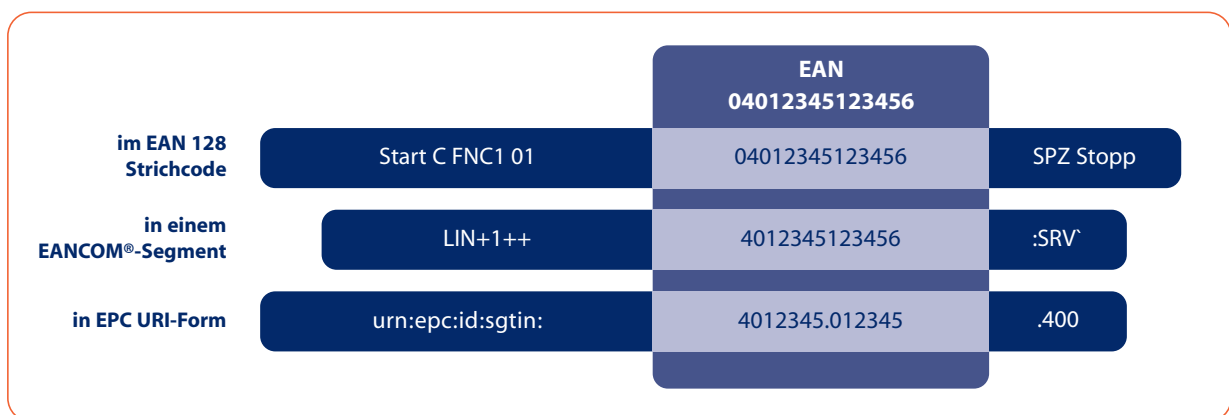 EAN
04012345123456
im EAN 128
Strichcode
Start C FNC1 01
04012345123456
SPZ Stopp
in einem
EANCOM®-Segment
LIN+1++
4012345123456
:SRV`
in EPC URI-Form
urn:epc:id:sgtin:
4012345.012345
.400